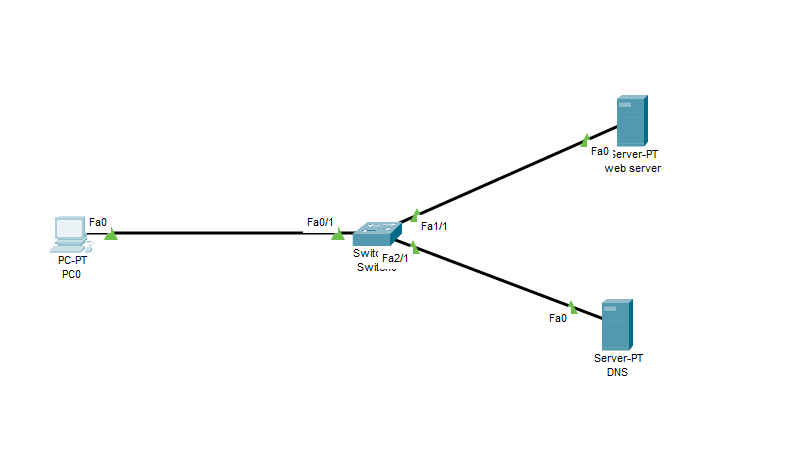 Fa0
Server-PT
web server
Fa0
Fa0/1
Fa1/1
Fa2/1
PC-PT
PC0
Fa0
Server-PT
DNS